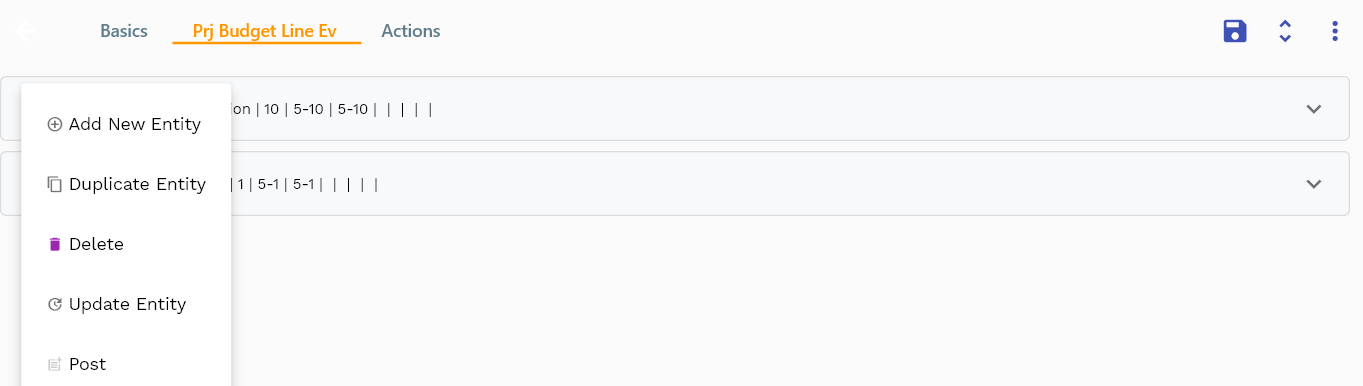 Basics Prj Budget Line Ev Actions
ion | 10 | 5-10 | 5-10 | | | | |
| 1 | 5-1 | 5-1 | | | | |
Add New Entity
Duplicate Entity
Delete
Update Entity
Post